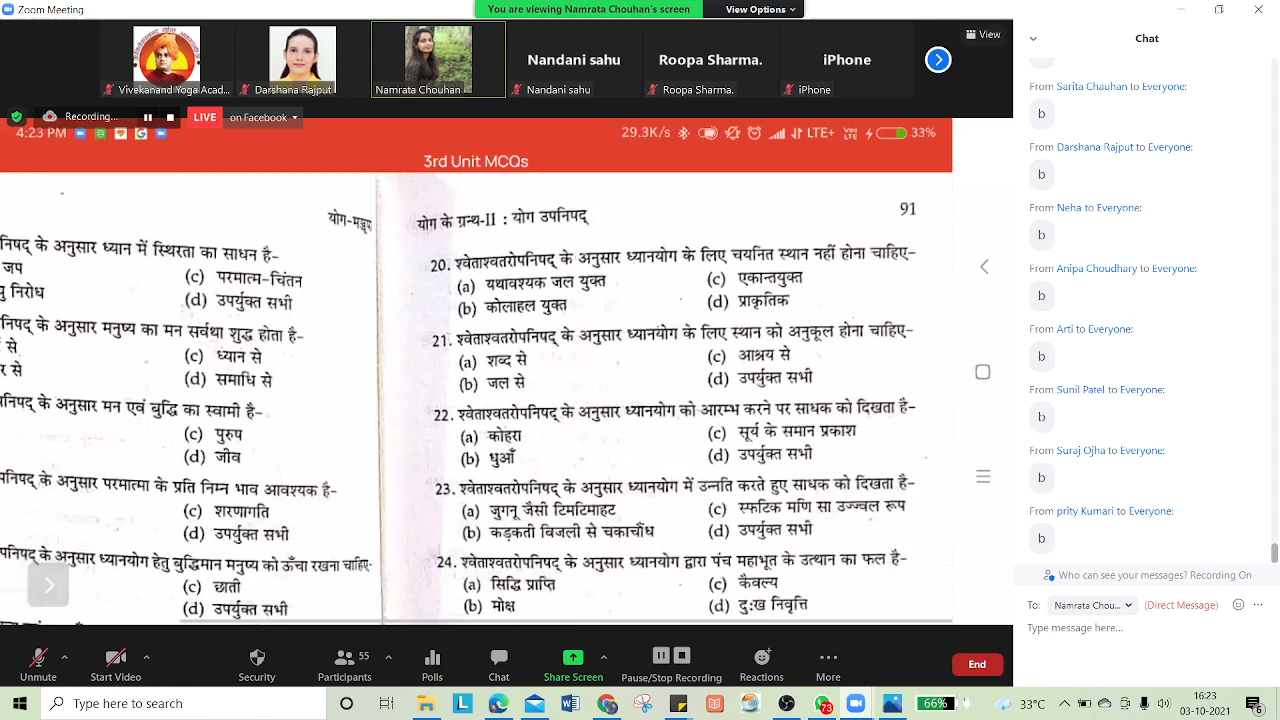 Zoom Meeting
You are viewing Namrata Chouhan's screen
View Options
View
Nandani sahu
Roopa Sharma.
iPhone
Vivekanand Yoga Acad...
Darshana Rajput
Namrata Chouhan
Nandani sahu
Roopa Sharma.
iPhone
Recording...
LIVE
on Facebook
4:23 PM
29.3K/s
LTE+
33%
3rd Unit MCQs
योग-मञ्जूष
निषद् के अनुसार ध्यान में स्थिरता का साधन है-
जप
(c) परमात्म-चिंतन
यु निरोध
(d) उपर्युक्त सभी
निषद् के अनुसार मनुष्य का मन सर्वथा शुद्ध होता है-
से
(c) ध्यान से
र से
(d) समाधि से
निषद् के अनुसार मन एवं बुद्धि का स्वामी है-
(c) पुरुष
(d) जीव
पनिषद् के अनुसार परमात्मा के प्रति निम्न भाव आवश्यक है-
(c) शरणागति
(d) उपर्युक्त सभी
पनिषद् के अनुसार ध्यानयोग हेतु बुद्धिमान मनुष्य को ऊँचा रखना चाहिए-
(c) छाती
(d) उपर्युक्त सभी
योग के ग्रन्थ-II : योग उपनिषद्
91
20. श्वेताश्वतरोपनिषद् के अनुसार ध्यानयोग के लिए चयनित स्थान नहीं होना चाहिए-
(a) यथावश्यक जल युक्त
(c) एकान्तयुक्त
(b) कोलाहल युक्त
(d) प्राकृतिक
21. श्वेताश्वतरोपनिषद् के अनुसार ध्यानयोग के लिए स्थान को अनुकूल होना चाहिए-
(a) शब्द से
(c) आश्रय से
(b) जल से
(d) उपर्युक्त सभी
22. श्वेताश्वतरोपनिषद् के अनुसार ध्यानयोग को आरम्भ करने पर साधक को दिखता है-
(a) कोहरा
(c) सूर्य के समान प्रकाश
(b) धुआँ
(d) उपर्युक्त सभी
23. श्वेताश्वतरोपनिषद् के अनुसार ध्यानयोग में उन्नति करते हुए साधक को दिखता है-
(a) जुगनू जैसी टिमटिमाहट
(c) स्फटिक मणि सा उज्ज्वल रूप
(b) कड़कती बिजली से चकाचौंध
(d) उपर्युक्त सभी
24. श्वेताश्वतरोपनिषद् के अनुसार ध्यानयोग द्वारा पंच महाभूत के उत्थान का फल है-
(a) सिद्धि प्राप्ति
(c) कैवल्य
(b) मोक्ष
(d) दुःख निवृत्ति
Chat
From Sarita Chauhan to Everyone:
b
From Darshana Rajput to Everyone:
b
From Neha to Everyone:
b
From Anipa Choudhary to Everyone:
b
From Arti to Everyone:
b
From Sunil Patel to Everyone:
b
From Suraj Ojha to Everyone:
b
From prity Kumari to Everyone:
b
Who can see your messages? Recording On
To: Namrata Chou... (Direct Message)
Type message here...
Unmute
Start Video
Security
Participants 55
Polls
Chat
Share Screen
Pause/Stop Recording
Reactions
More
End
Type here to search
73
66%
33°C
ENG
16:23
23-09-2021
6